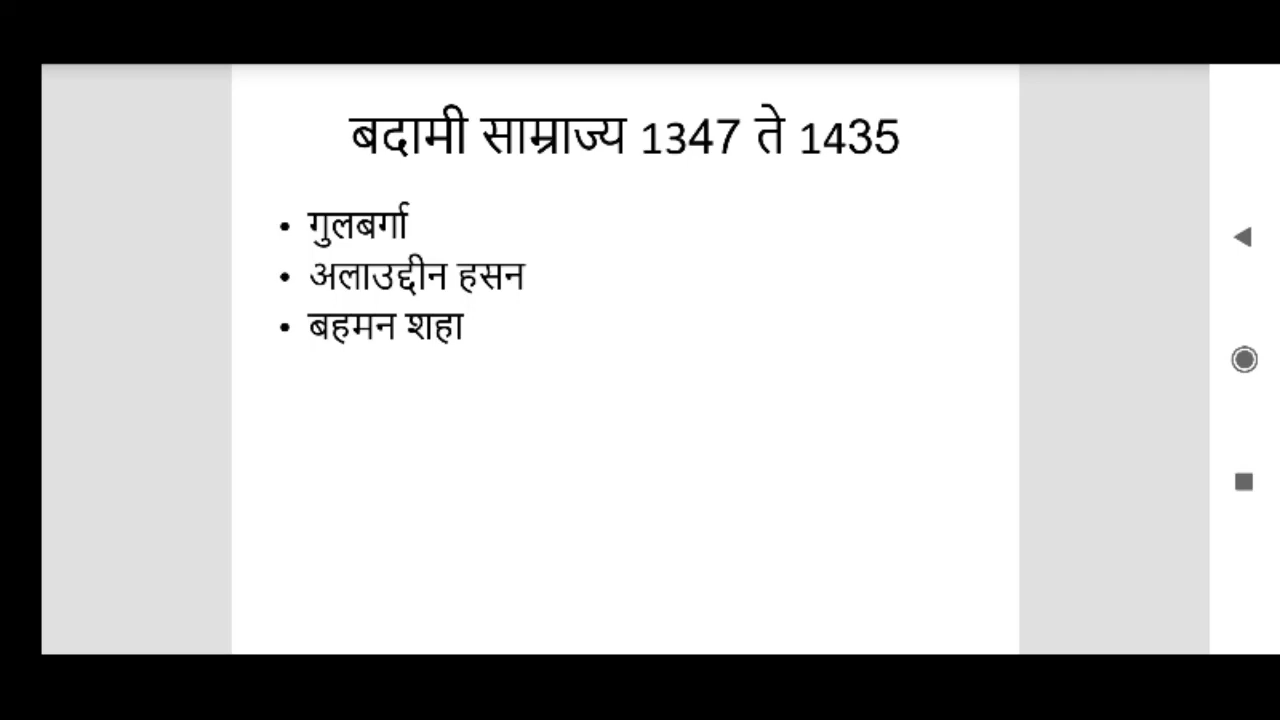 बदामी साम्राज्य 1347 ते 1435
• गुलबर्गा
• अलाउद्दीन हसन
• बहमन शहा